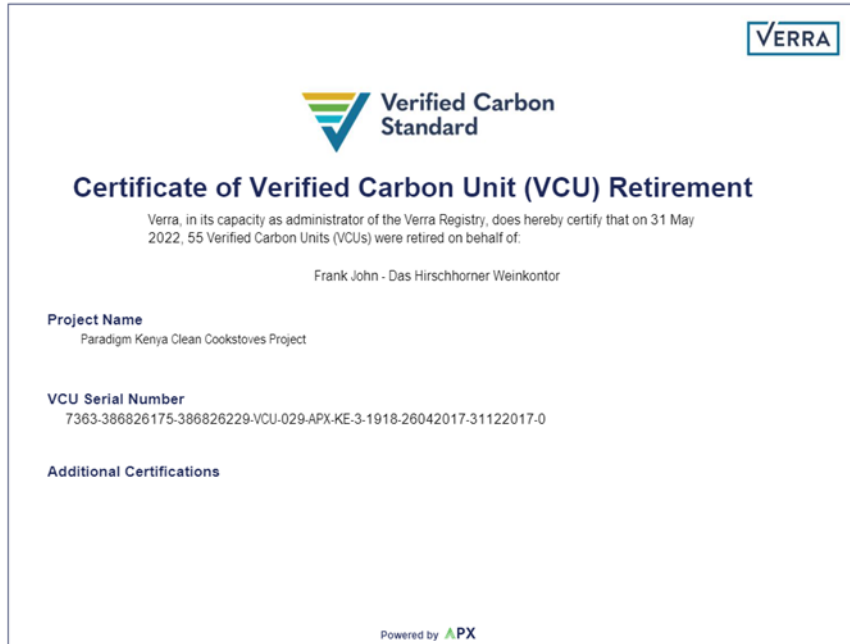 VERRA
Verified Carbon
Standard
Certificate of Verified Carbon Unit (VCU) Retirement
Verra, in its capacity as administrator of the Verra Registry, does hereby certify that on 31 May
2022, 55 Verified Carbon Units (VCUs) were retired on behalf of:
Frank John - Das Hirschhorner Weinkontor
Project Name
Paradigm Kenya Clean Cookstoves Project
VCU Serial Number
7363-386826175-386826229-VCU-029-APX-KE-3-1918-26042017-31122017-0
Additional Certifications
Powered by APX